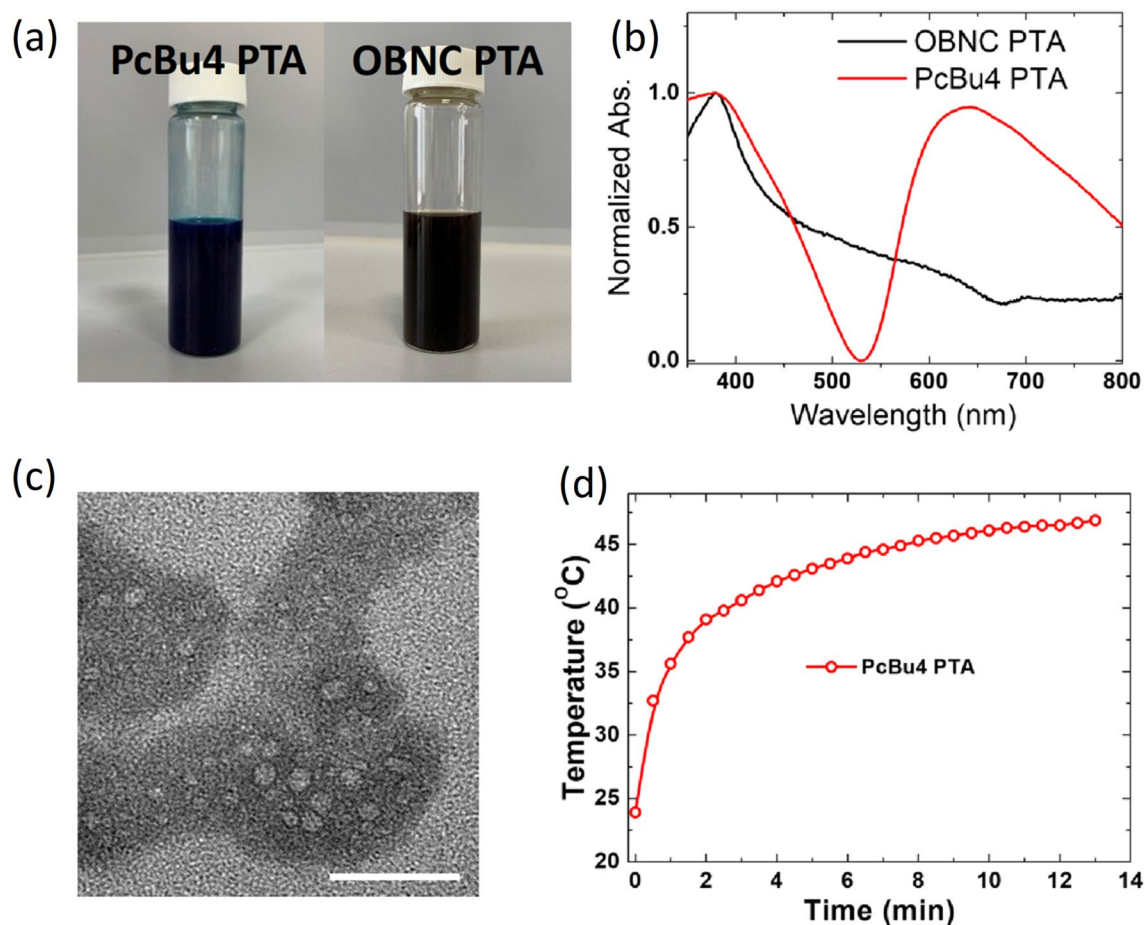 (a)
PcBu4 PTA
OBNC PTA
(b)
OBNC PTA
PcBu4 PTA
1.0
0.5
0.0
Normalized Abs.
400 500 600 700 800
Wavelength (nm)
(c)
(d)
45
40
35
30
25
20
Temperature (°C)
PcBu4 PTA
0 2 4 6 8 10 12 14
Time (min)